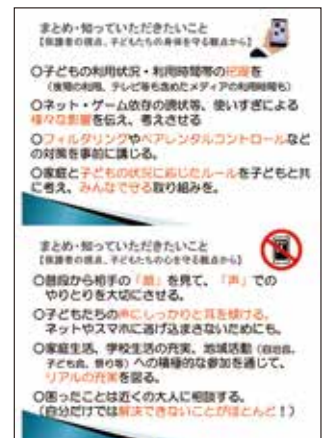 まとめ・知っていただきたいこと
【保護者の視点、子どもたちの身体を守る観点から】
○子どもの利用状況・利用時間帯の把握を
(夜間の利用、テレビ等も含めたメディアの利用時間も)
○ネット・ゲーム依存の現状等、使いすぎによる
様々な影響を伝え、考えさせる
○フィルタリングやペアレンタルコントロールなど
の対策を事前に講じる。
○家庭と子どもの状況に応じたルールを子どもと共
に考え、みんなで守る取り組みを。
まとめ・知っていただきたいこと
【保護者の視点、子どもたちの心を守る観点から】
○普段から相手の「顔」を見て、「声」での
やりとりを大切にさせる。
○子どもたちの声にしっかりと耳を傾ける。
ネットやスマホに逃げ込まさないためにも。
○家庭生活、学校生活の充実、地域活動(自治会、
子ども会、祭り等)への積極的な参加を通じて、
リアルの充実を図る。
○困ったことは近くの大人に相談する。
(自分だけでは解決できないことがほとんど!)